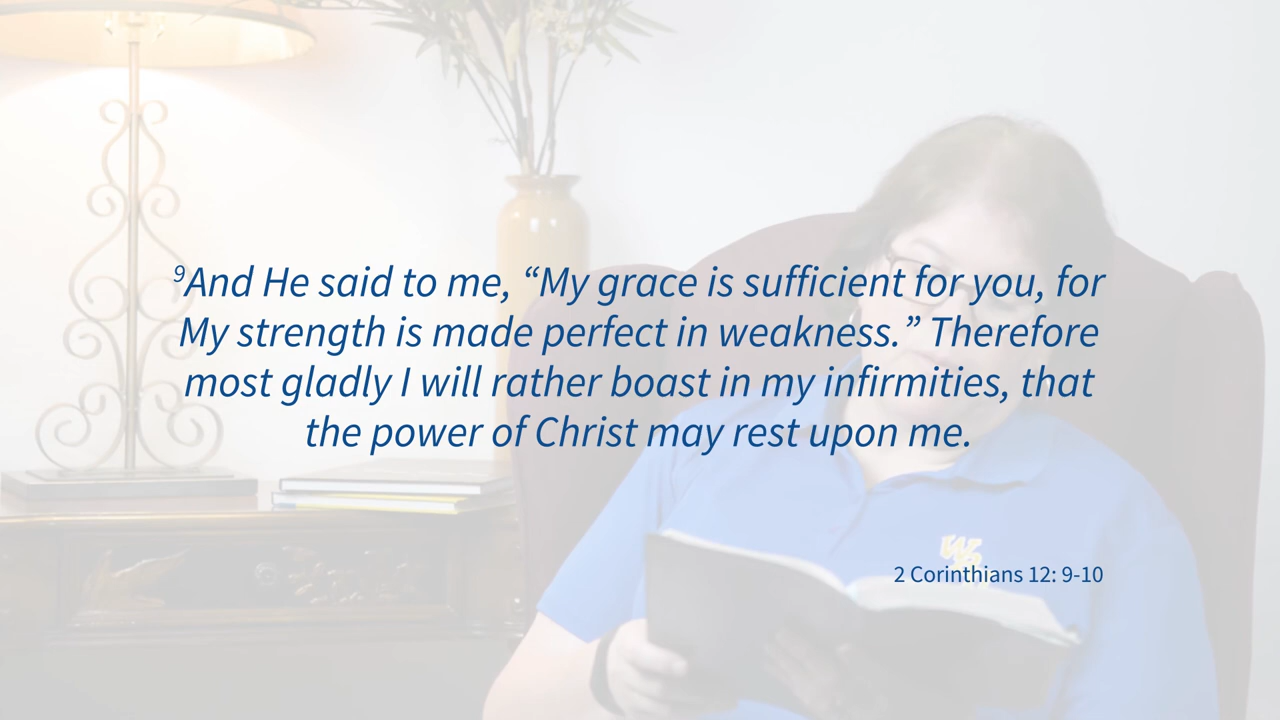 ⁹And He said to me, “My grace is sufficient for you, for
My strength is made perfect in weakness.” Therefore
most gladly I will rather boast in my infirmities, that
the power of Christ may rest upon me.
2 Corinthians 12: 9-10